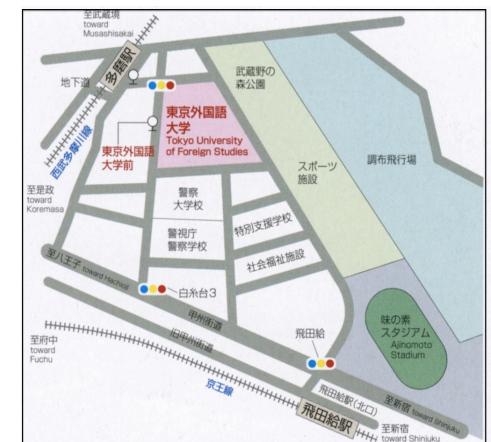 至武蔵境
toward
Musashisakai
多磨駅
地下道
西武多摩川線
東京外国語
大学
Tokyo University
of Foreign Studies
東京外国語
大学前
武蔵野の
森公園
スポーツ
施設
調布飛行場
至是政
toward
Koremasa
警察
大学校
警視庁
警察学校
特別支援学校
社会福祉施設
至八王子 toward Hachioji
白糸台3
甲州街道
旧甲州街道
飛田給
味の素
スタジアム
Ajinomoto
Stadium
至府中
toward
Fuchu
京王線
飛田給駅(北口)
飛田給駅
至新宿 toward Shinjuku
至新宿
toward Shinjuku